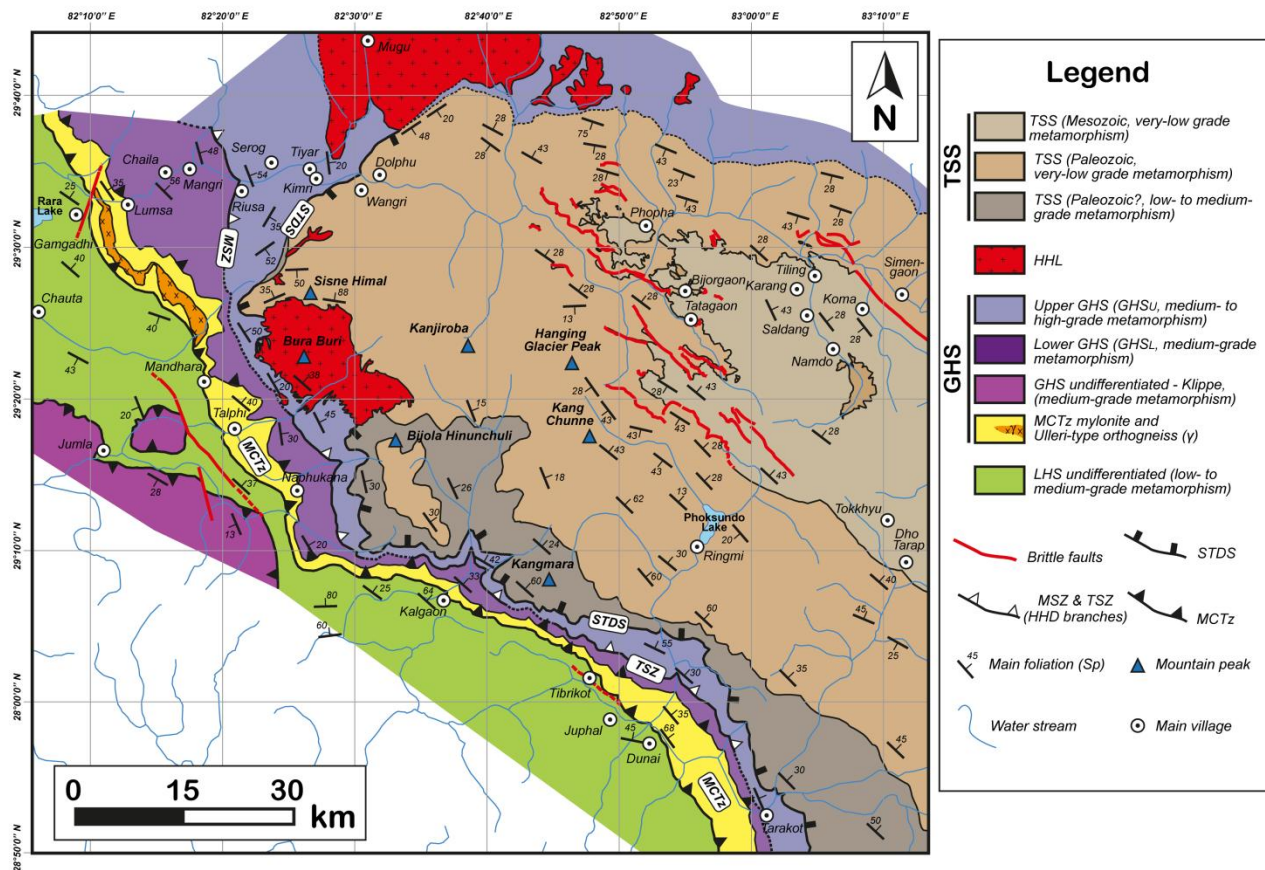 82°10'0'' E 82°20'0'' E 82°30'0'' E 82°40'0'' E 82°50'0'' E 83°00'0'' E 83°10'0'' E
29°40'0'' N
29°30'0'' N
29°20'0'' N
29°10'0'' N
28°00'0'' N
28°50'0'' N
Mugu
N
Chaila
Serog
Tiyar
Dolphu
Mangri
Kimri
Wangri
Rara
Lake
Lumsa
Riusa
STDS
MSZ
Gamgadhi
Phopha
Sisne Himal
Bijorgaon
Tiling
Simen-
gaon
Karang
Koma
Chauta
Tatagaon
Saldang
Bura Buri
Kanjiroba
Hanging
Glacier Peak
Namdo
Mandhara
Talphi
Kang
Chunne
Jumla
Bijola Hinunchuli
MCTz
Naphukana
Phoksundo
Lake
Tokkhyu
Dho
Tarap
Ringmi
Kangmara
Kalgaon
STDS
TSZ
Tibrikot
Juphal
Dunai
MCTz
Tarakot
0 15 30
km
Legend
TSS
TSS (Mesozoic, very-low grade
metamorphism)
TSS (Paleozoic,
very-low grade metamorphism)
TSS (Paleozoic?, low- to medium-
grade metamorphism)
HHL
GHS
Upper GHS (GHSU, medium- to
high-grade metamorphism)
Lower GHS (GHSL, medium-grade
metamorphism)
GHS undifferentiated - Klippe,
(medium-grade metamorphism)
MCTz mylonite and
Ulleri-type orthogneiss (γ)
LHS undifferentiated (low- to
medium-grade metamorphism)
Brittle faults
STDS
MSZ & TSZ
(HHD branches)
MCTz
45 Main foliation (Sp)
Mountain peak
Water stream
Main village